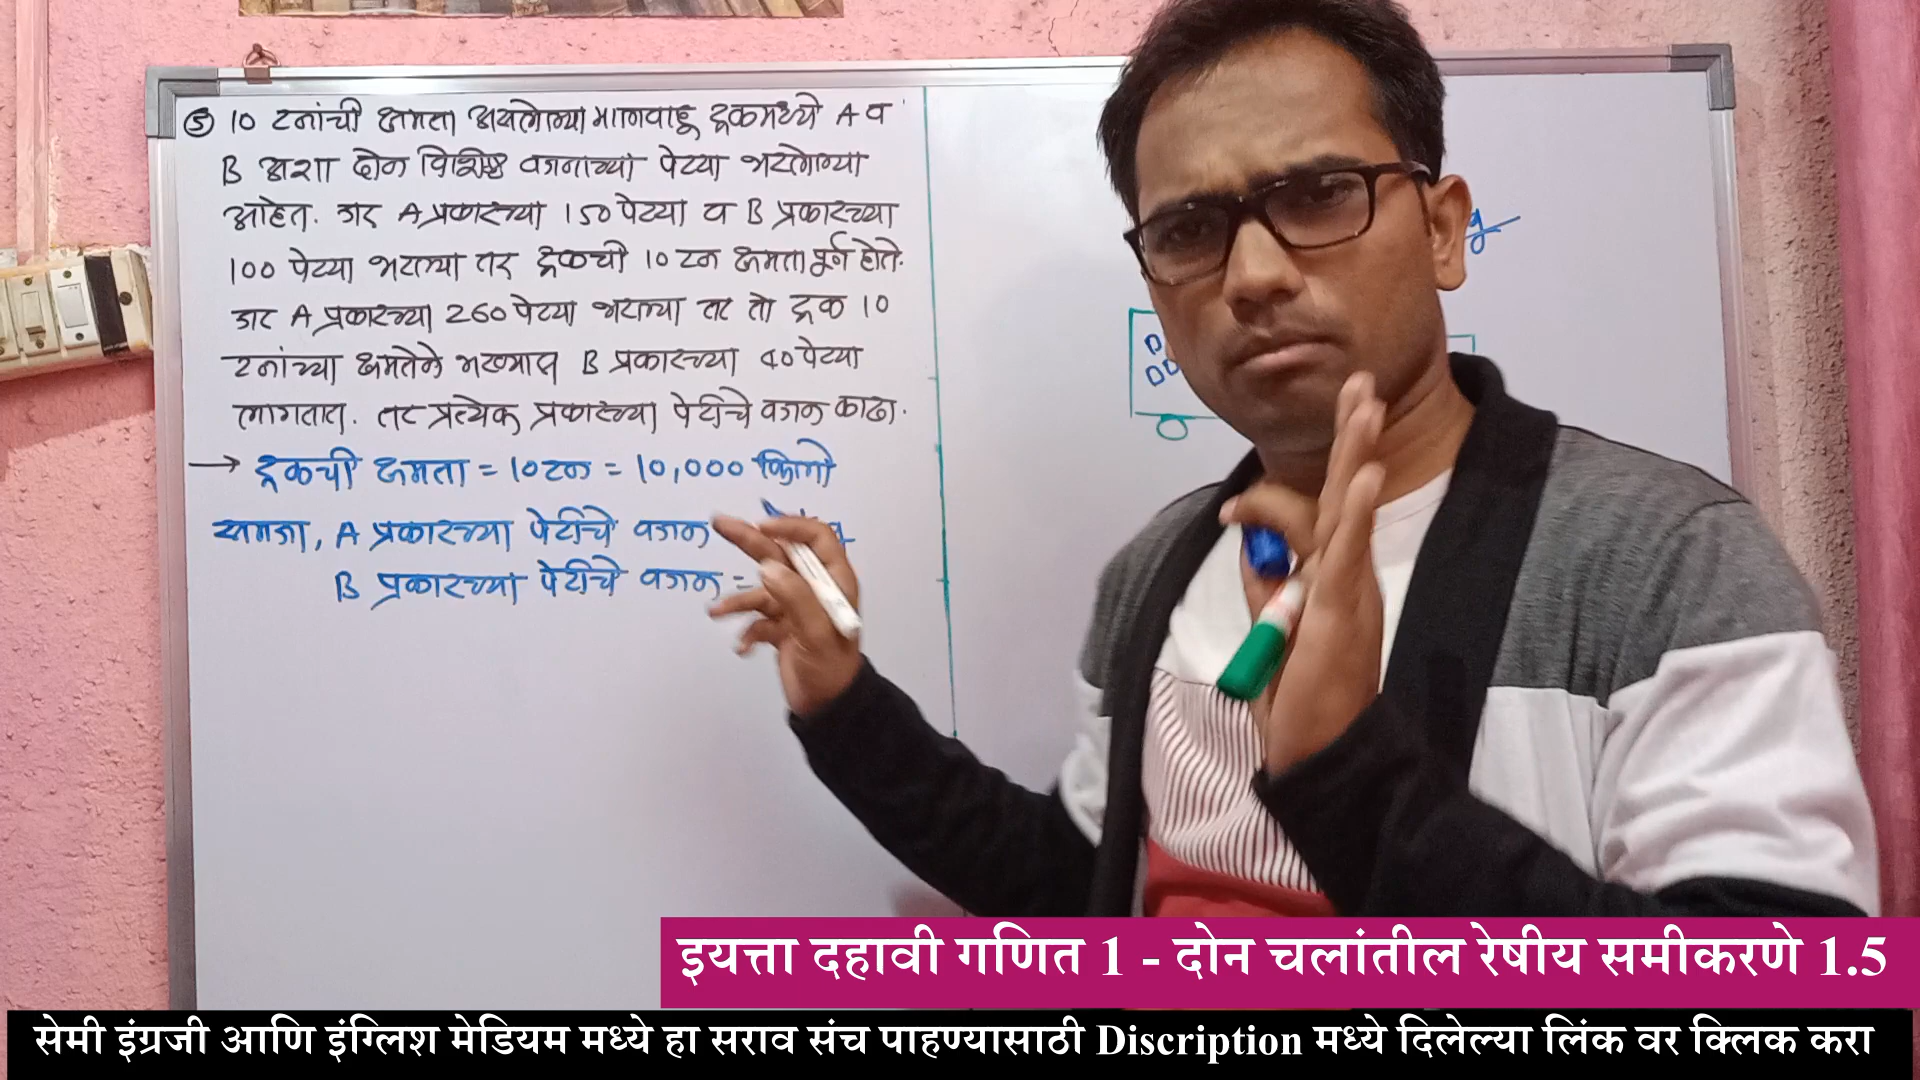 ⑤ 10 टनांची क्षमता असलेल्या मालवाहू ट्रकमध्ये A व
B अशा दोन विशिष्ट वजनाच्या पेट्या भरलेल्या
आहेत. जर A प्रकारच्या 150 पेट्या व B प्रकारच्या
100 पेट्या भरल्या तर ट्रकची 10 टन क्षमता पूर्ण होते.
जर A प्रकारच्या 260 पेट्या भरल्या तर तो ट्रक 10
टनांच्या क्षमतेने भरण्यास B प्रकारच्या 40 पेट्या
लागतात. तर प्रत्येक प्रकारच्या पेटीचे वजन काढा.
→ ट्रकची क्षमता = 10 टन = 10,000 किलो
समजा, A प्रकारच्या पेटीचे वजन
B प्रकारच्या पेटीचे वजन =
इयत्ता दहावी गणित 1 - दोन चलांतील रेषीय समीकरणे 1.5
सेमी इंग्रजी आणि इंग्लिश मेडियम मध्ये हा सराव संच पाहण्यासाठी Discription मध्ये दिलेल्या लिंक वर क्लिक करा